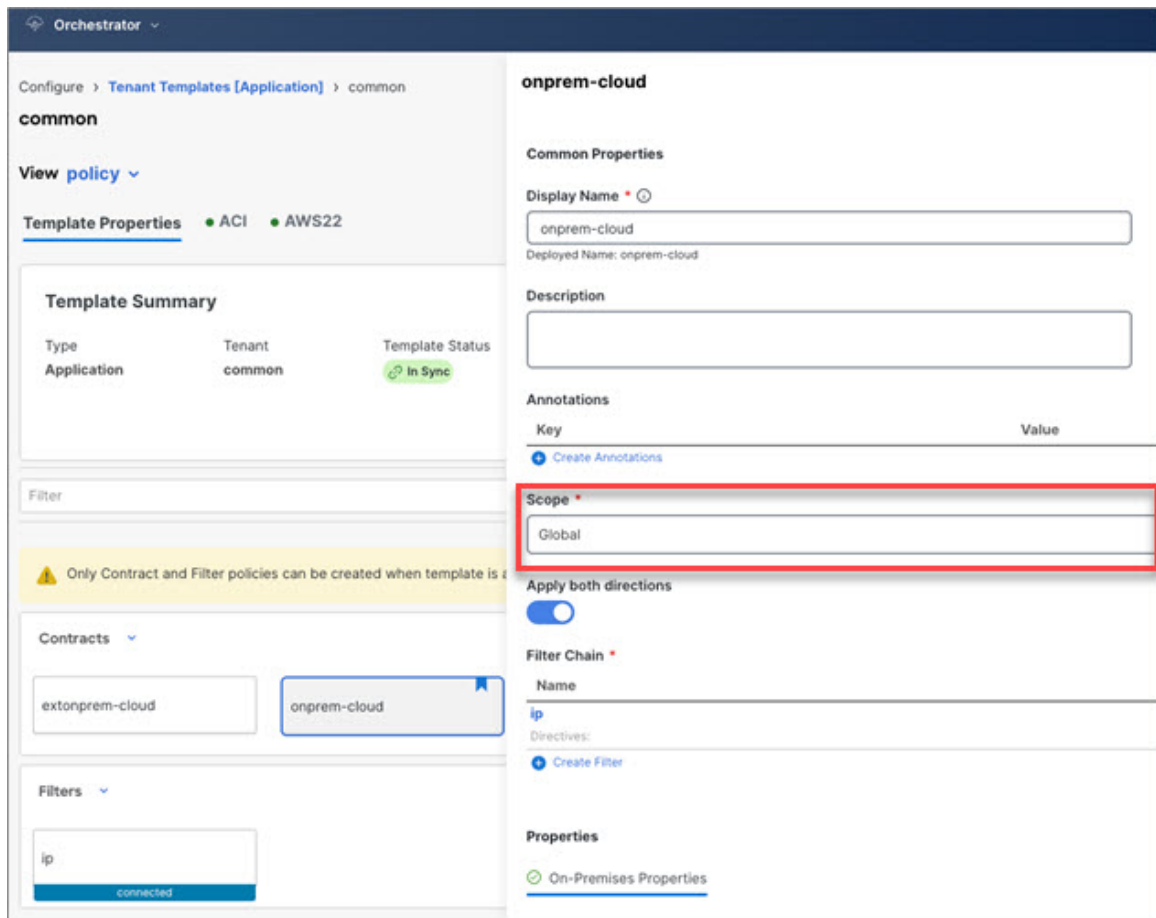 Orchestrator
Configure > Tenant Templates [Application] > common
common
View policy
Template Properties ACI AWS22
Template Summary
Type Tenant Template Status
Application common In Sync
Filter
Only Contract and Filter policies can be created when template is a
Contracts
extonprem-cloud onprem-cloud
Filters
ip
connected
onprem-cloud
Common Properties
Display Name *
onprem-cloud
Deployed Name: onprem-cloud
Description
Annotations
Key Value
Create Annotations
Scope *
Global
Apply both directions
Filter Chain *
Name
ip
Directives:
Create Filter
Properties
On-Premises Properties